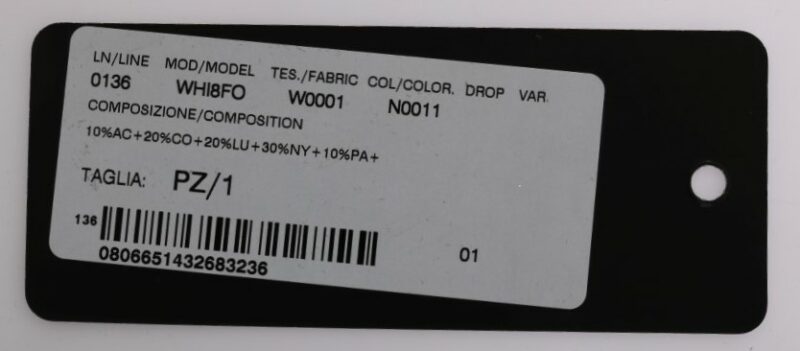 LN/LINE MOD/MODEL TES./FABRIC COL/COLOR. DROP VAR.
0136 WHI8FO W0001 N0011
COMPOSIZIONE/COMPOSITION
10%AC+20%CO+20%LU+30%NY+10%PA+
TAGLIA: PZ/1
136
01
0806651432683236